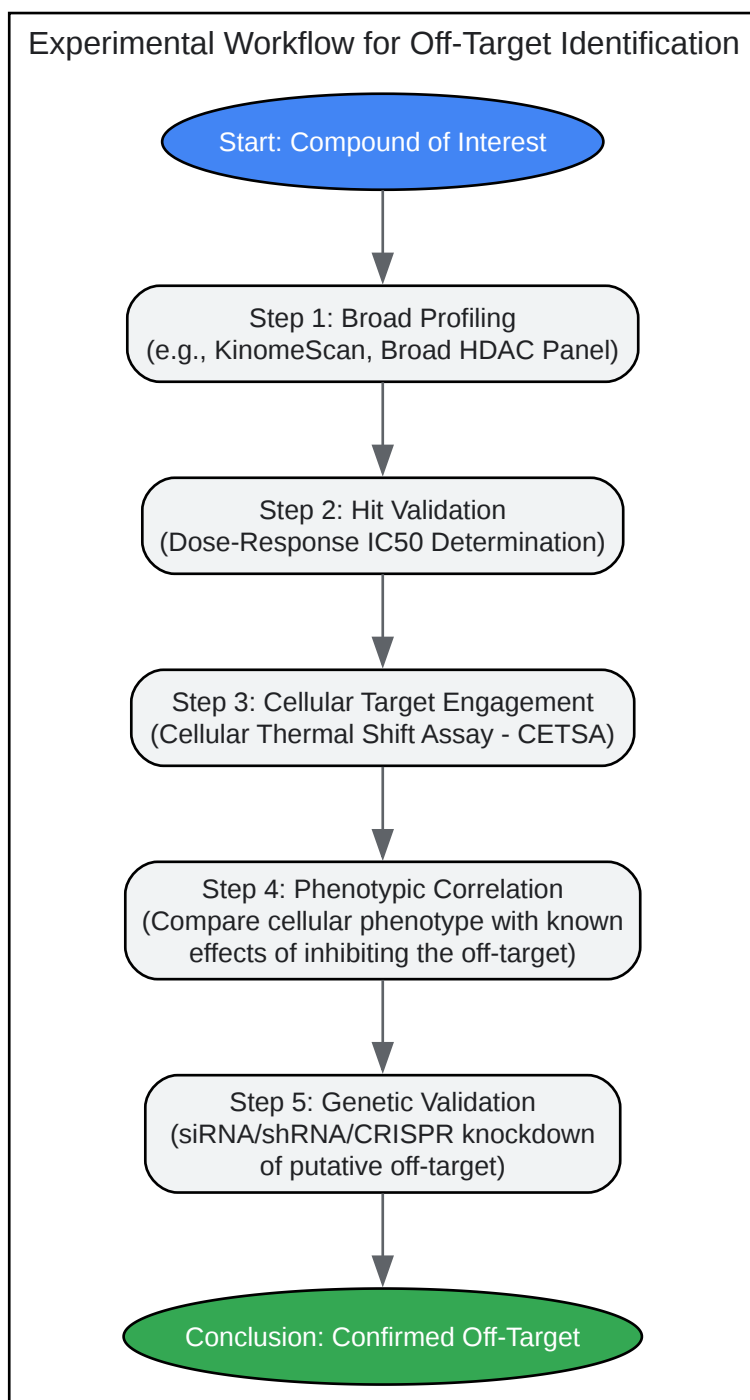 Experimental Workflow for Off-Target Identification
Start: Compound of Interest
Step 1: Broad Profiling
(e.g., KinomeScan, Broad HDAC Panel)
Step 2: Hit Validation
(Dose-Response IC50 Determination)
Step 3: Cellular Target Engagement
(Cellular Thermal Shift Assay - CETSA)
Step 4: Phenotypic Correlation
(Compare cellular phenotype with known
effects of inhibiting the off-target)
Step 5: Genetic Validation
(siRNA/shRNA/CRISPR knockdown
of putative off-target)
Conclusion: Confirmed Off-Target